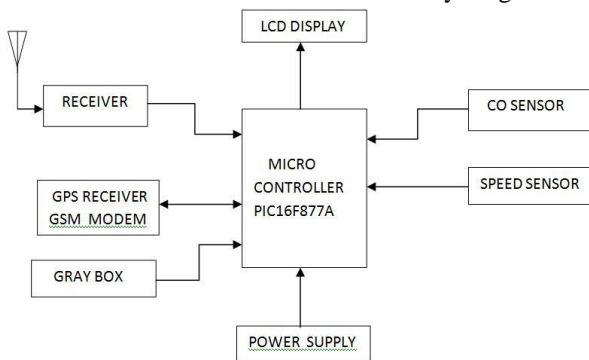 LCD DISPLAY
RECEIVER
CO SENSOR
MICRO
CONTROLLER
PIC16F877A
GPS RECEIVER
GSM MODEM
SPEED SENSOR
GRAY BOX
POWER SUPPLY